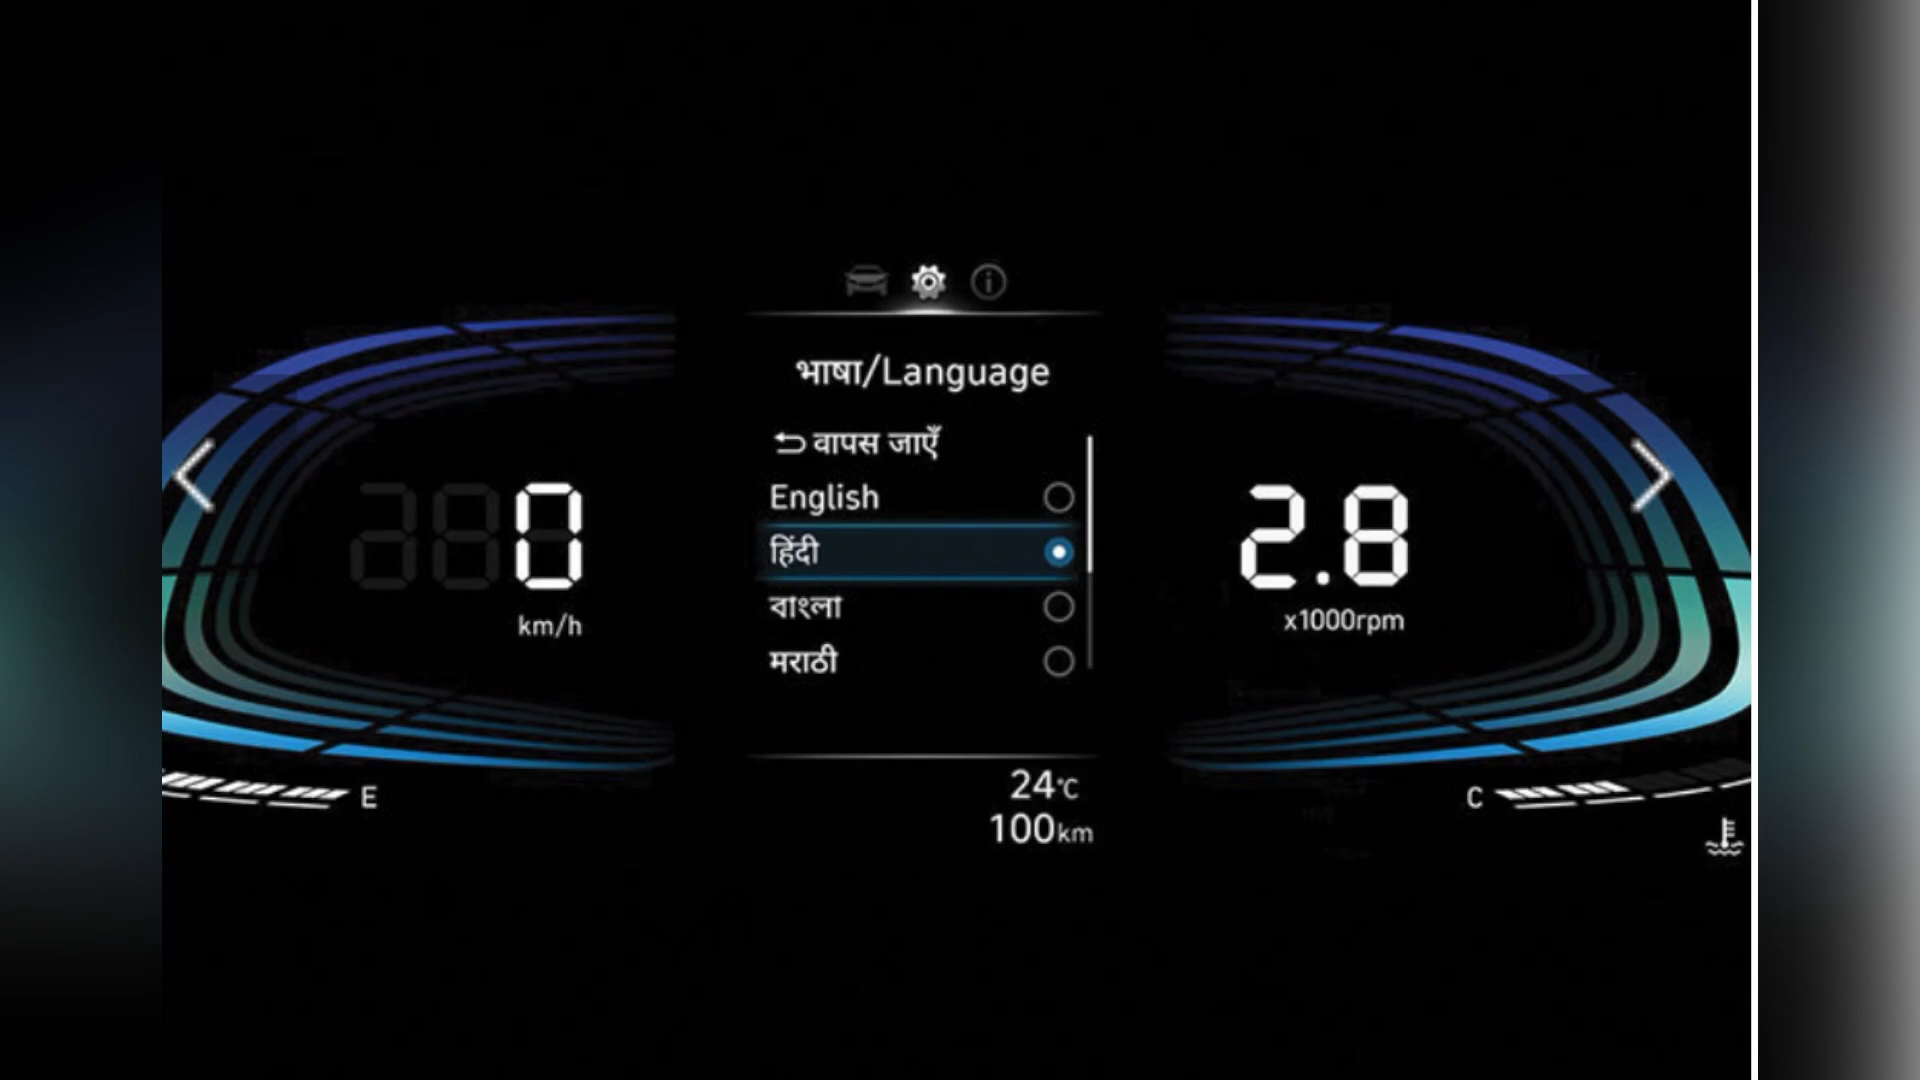 भाषा/Language
वापस जाएँ
English
हिंदी
বাংলা
मराठी
0
km/h
2.8
x1000rpm
E
C
24°C
100km